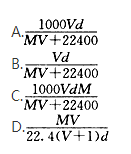 A. 1000Vd
MV+22400
B. Vd
MV+22400
C. 1000VdM
MV+22400
D. MV
22.4(V+1)d